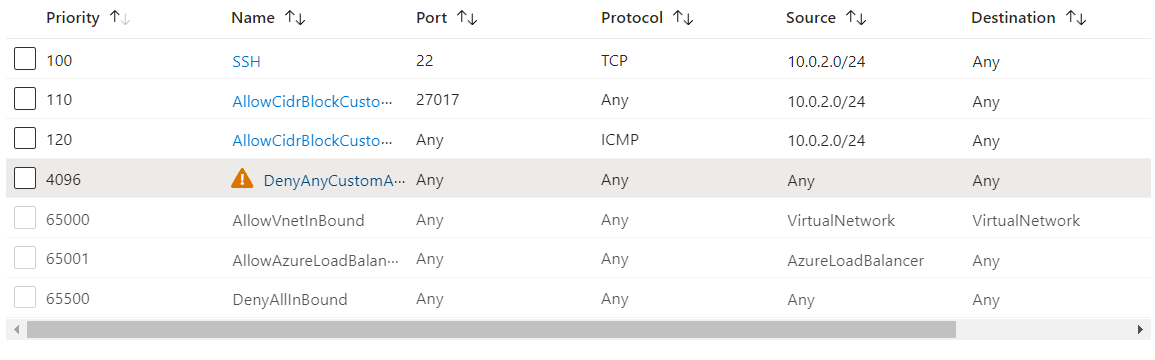 Priority ↑↓ Name ↑↓ Port ↑↓ Protocol ↑↓ Source ↑↓ Destination ↑↓
100 SSH 22 TCP 10.0.2.0/24 Any
110 AllowCidrBlockCusto··· 27017 Any 10.0.2.0/24 Any
120 AllowCidrBlockCusto··· Any ICMP 10.0.2.0/24 Any
4096 DenyAnyCustomA··· Any Any Any Any
65000 AllowVnetInBound Any Any VirtualNetwork VirtualNetwork
65001 AllowAzureLoadBalan··· Any Any AzureLoadBalancer Any
65500 DenyAllInBound Any Any Any Any